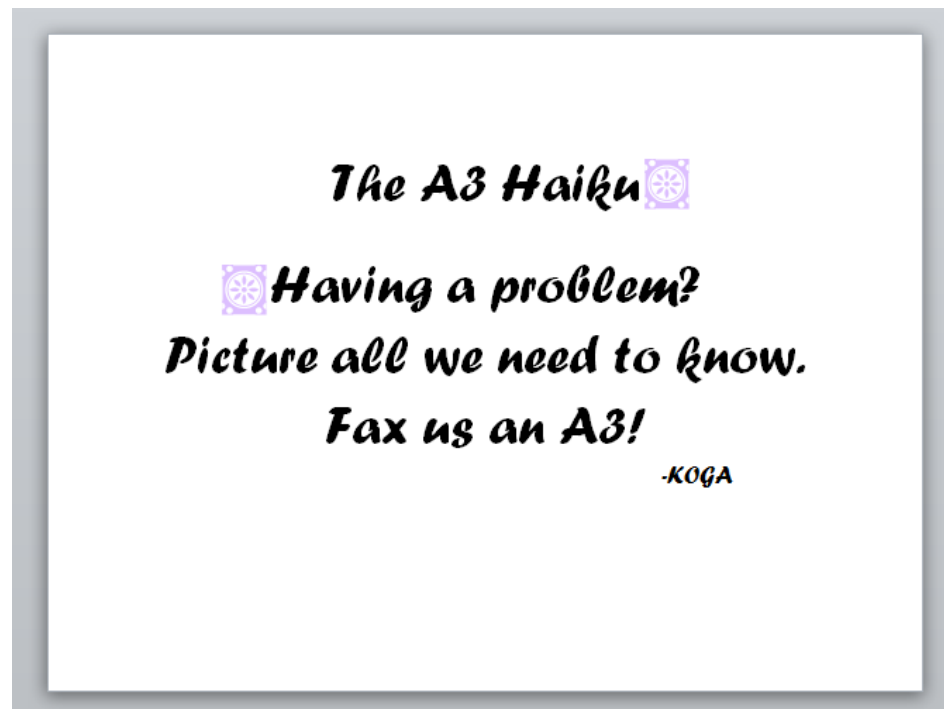 The A3 Haiku
Having a problem?
Picture all we need to know.
Fax us an A3!
-KOGA